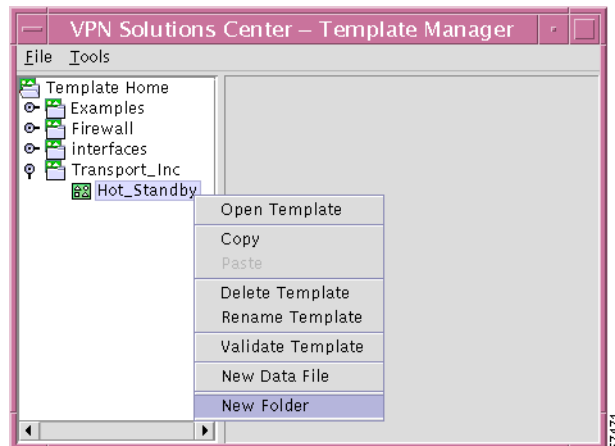 VPN Solutions Center – Template Manager
File Tools
Template Home
Examples
Firewall
interfaces
Transport_Inc
Hot_Standby
Open Template
Copy
Paste
Delete Template
Rename Template
Validate Template
New Data File
New Folder